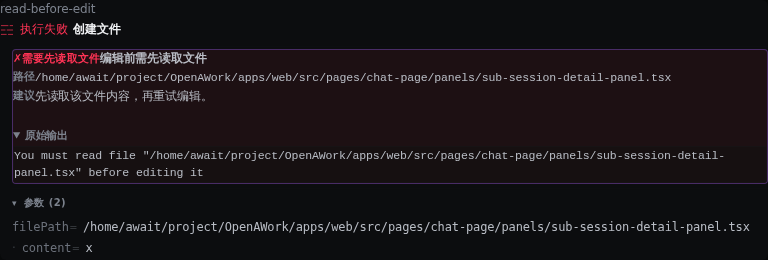 read-before-edit
执行失败 创建文件
✗需要先读取文件编辑前需先读取文件
路径/home/await/project/OpenAWork/apps/web/src/pages/chat-page/panels/sub-session-detail-panel.tsx
建议先读取该文件内容，再重试编辑。
▼ 原始输出
You must read file "/home/await/project/OpenAWork/apps/web/src/pages/chat-page/panels/sub-session-detail-
panel.tsx" before editing it
▾ 参数 (2)
filePath= /home/await/project/OpenAWork/apps/web/src/pages/chat-page/panels/sub-session-detail-panel.tsx
· content= x